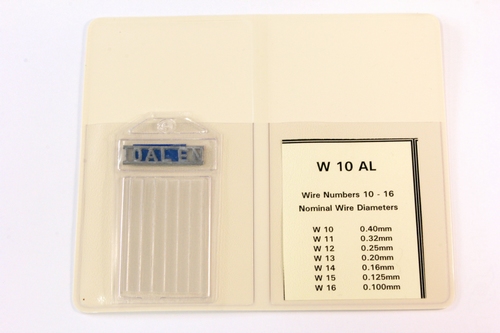 IDALEN
W 10 AL
Wire Numbers 10 - 16
Nominal Wire Diameters
W 10 0.40mm
W 11 0.32mm
W 12 0.25mm
W 13 0.20mm
W 14 0.16mm
W 15 0.125mm
W 16 0.100mm